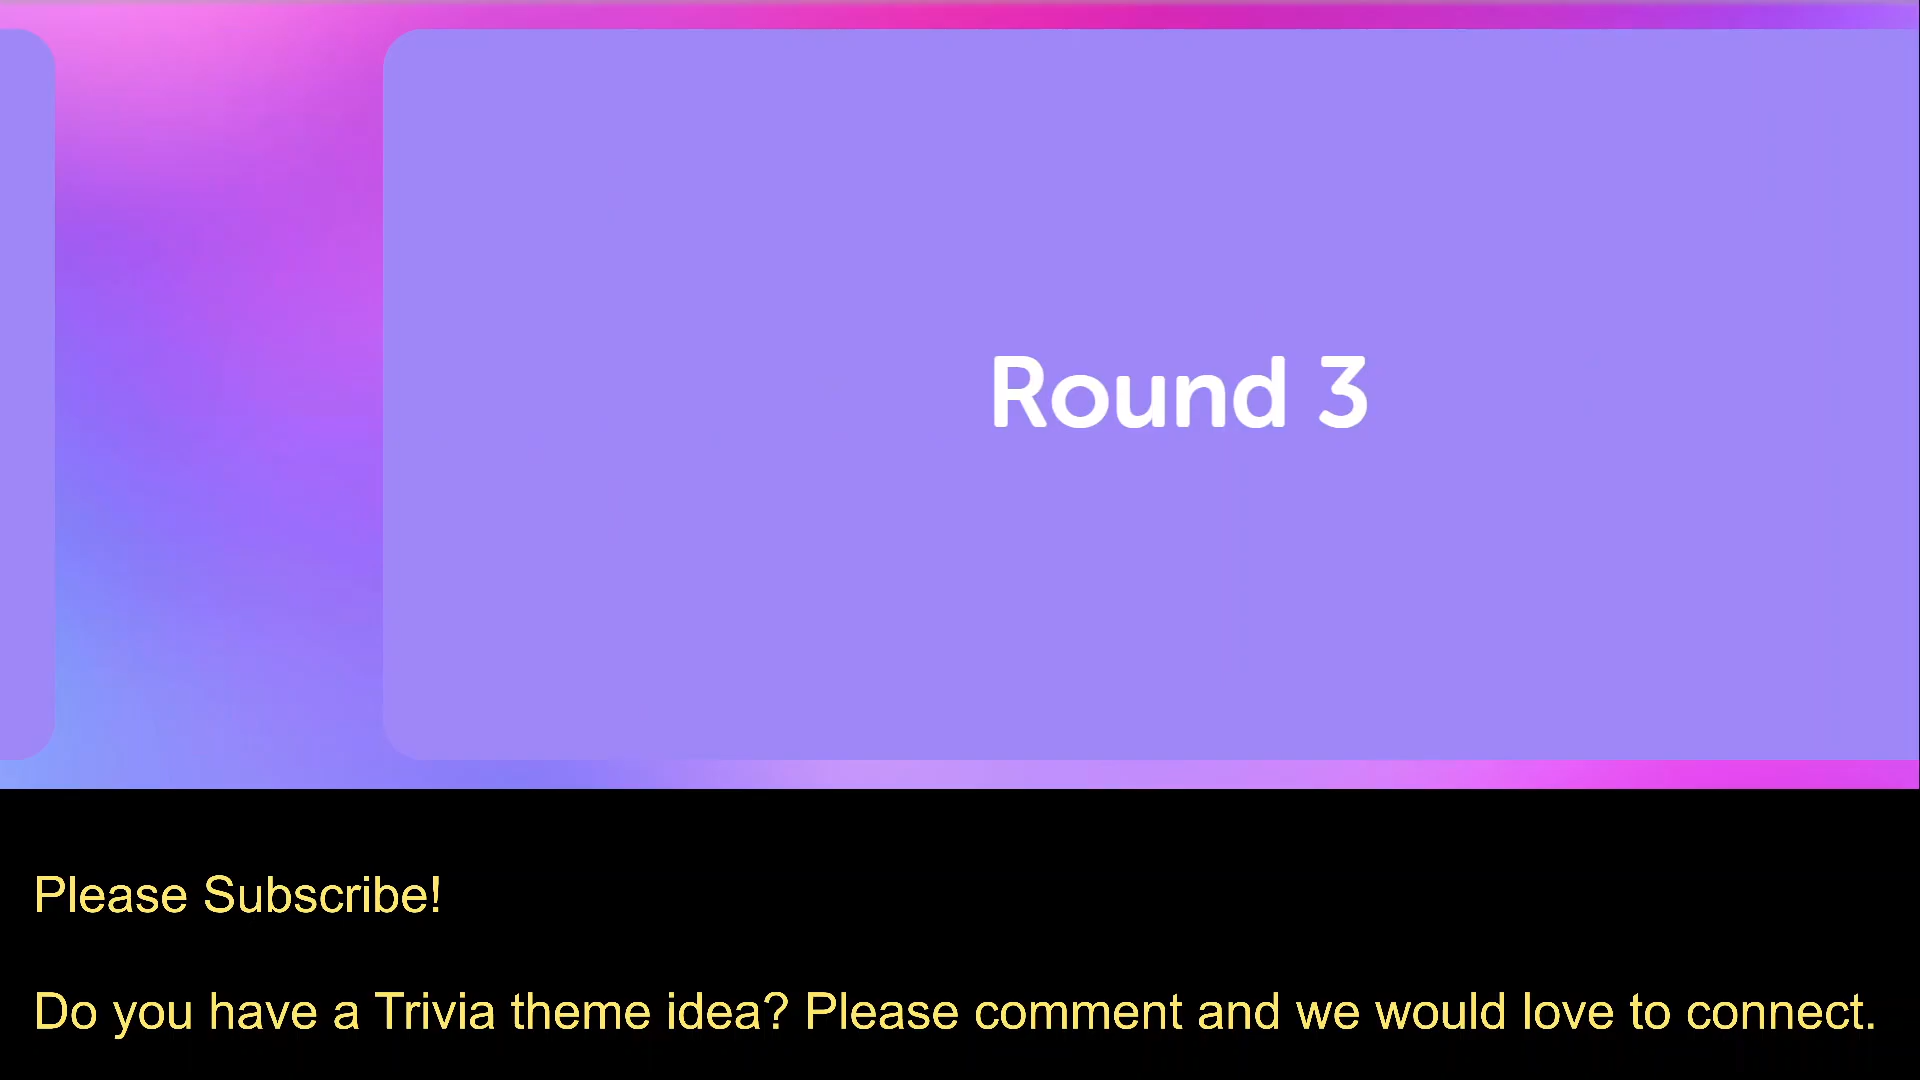 Round 3
Please Subscribe!
Do you have a Trivia theme idea? Please comment and we would love to connect.